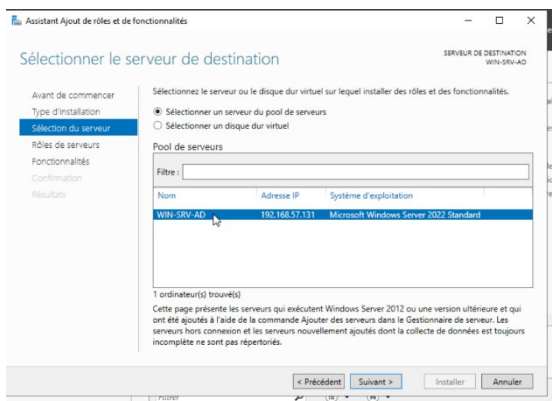 Assistant Ajout de rôles et de fonctionnalités
Sélectionner le serveur de destination
SERVEUR DE DESTINATION
WIN-SRV-AD
Avant de commencer
Type d'installation
Sélection du serveur
Rôles de serveurs
Fonctionnalités
Confirmation
Résultats
Sélectionnez le serveur ou le disque dur virtuel sur lequel installer des rôles et des fonctionnalités.
Sélectionner un serveur du pool de serveurs
Sélectionner un disque dur virtuel
Pool de serveurs
Filtre :
Nom Adresse IP Système d'exploitation
WIN-SRV-AD 192.168.57.131 Microsoft Windows Server 2022 Standard
1 ordinateur(s) trouvé(s)
Cette page présente les serveurs qui exécutent Windows Server 2012 ou une version ultérieure et qui
ont été ajoutés à l'aide de la commande Ajouter des serveurs dans le Gestionnaire de serveur. Les
serveurs hors connexion et les serveurs nouvellement ajoutés dont la collecte de données est toujours
incomplète ne sont pas répertoriés.
< Précédent Suivant > Installer Annuler